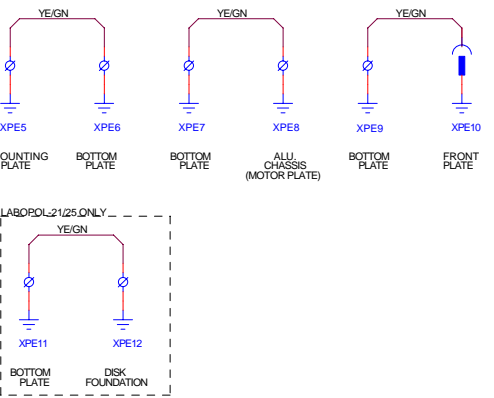 YE/GN YE/GN YE/GN
XPE5 XPE6 XPE7 XPE8 XPE9 XPE10
OUNTING PLATE
BOTTOM PLATE
BOTTOM PLATE
ALU. CHASSIS (MOTOR PLATE)
BOTTOM PLATE
FRONT PLATE
LABOPOL-21/25 ONLY
YE/GN
XPE11 XPE12
BOTTOM PLATE
DISK FOUNDATION